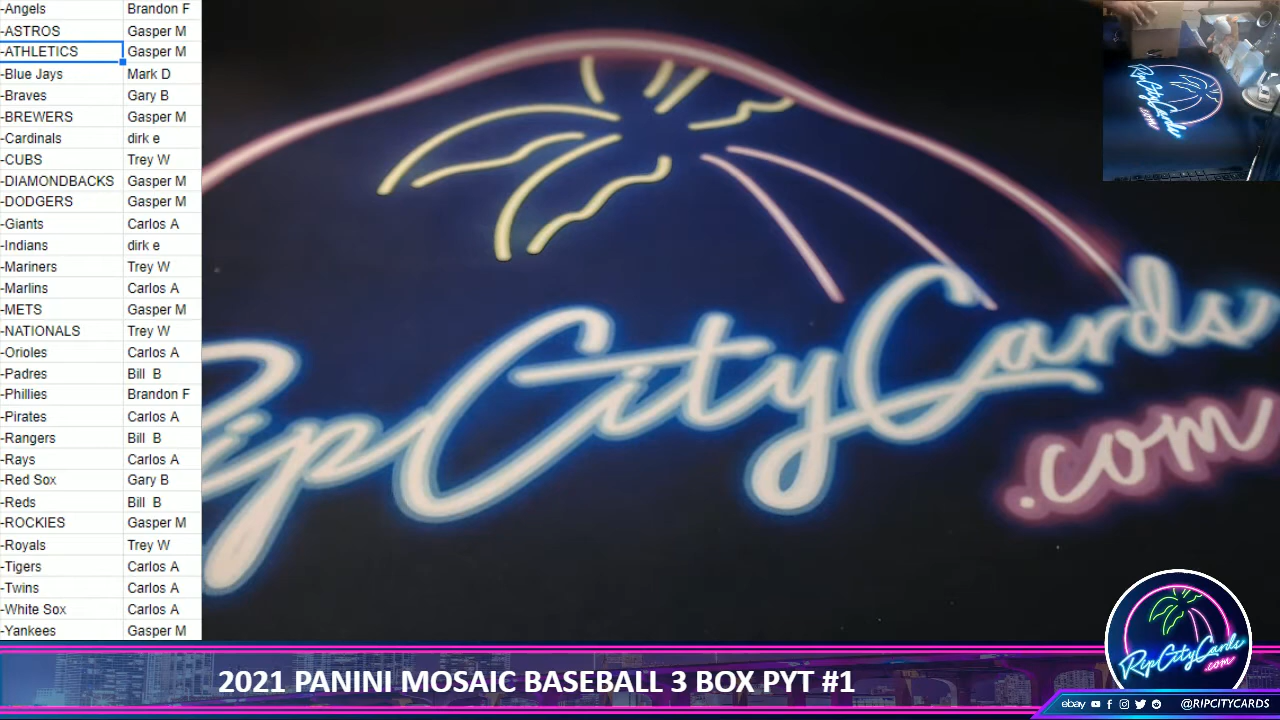 -Angels Brandon F
-ASTROS Gasper M
-ATHLETICS Gasper M
-Blue Jays Mark D
-Braves Gary B
-BREWERS Gasper M
-Cardinals dirk e
-CUBS Trey W
-DIAMONDBACKS Gasper M
-DODGERS Gasper M
-Giants Carlos A
-Indians dirk e
-Mariners Trey W
-Marlins Carlos A
-METS Gasper M
-NATIONALS Trey W
-Orioles Carlos A
-Padres Bill B
-Phillies Brandon F
-Pirates Carlos A
-Rangers Bill B
-Rays Carlos A
-Red Sox Gary B
-Reds Bill B
-ROCKIES Gasper M
-Royals Trey W
-Tigers Carlos A
-Twins Carlos A
-White Sox Carlos A
-Yankees Gasper M
RipCityCards
.com
RipCityCards
.com
2021 PANINI MOSAIC BASEBALL 3 BOX PYT #1
RipCityCards
.com
ebay @RIPCITYCARDS